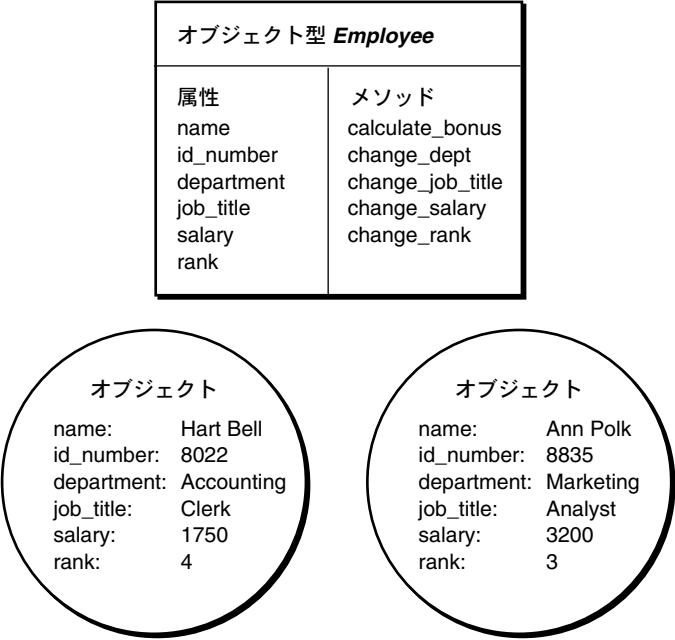 オブジェクト型 Employee
属性
name
id_number
department
job_title
salary
rank
メソッド
calculate_bonus
change_dept
change_job_title
change_salary
change_rank
オブジェクト
name: Hart Bell
id_number: 8022
department: Accounting
job_title: Clerk
salary: 1750
rank: 4
オブジェクト
name: Ann Polk
id_number: 8835
department: Marketing
job_title: Analyst
salary: 3200
rank: 3